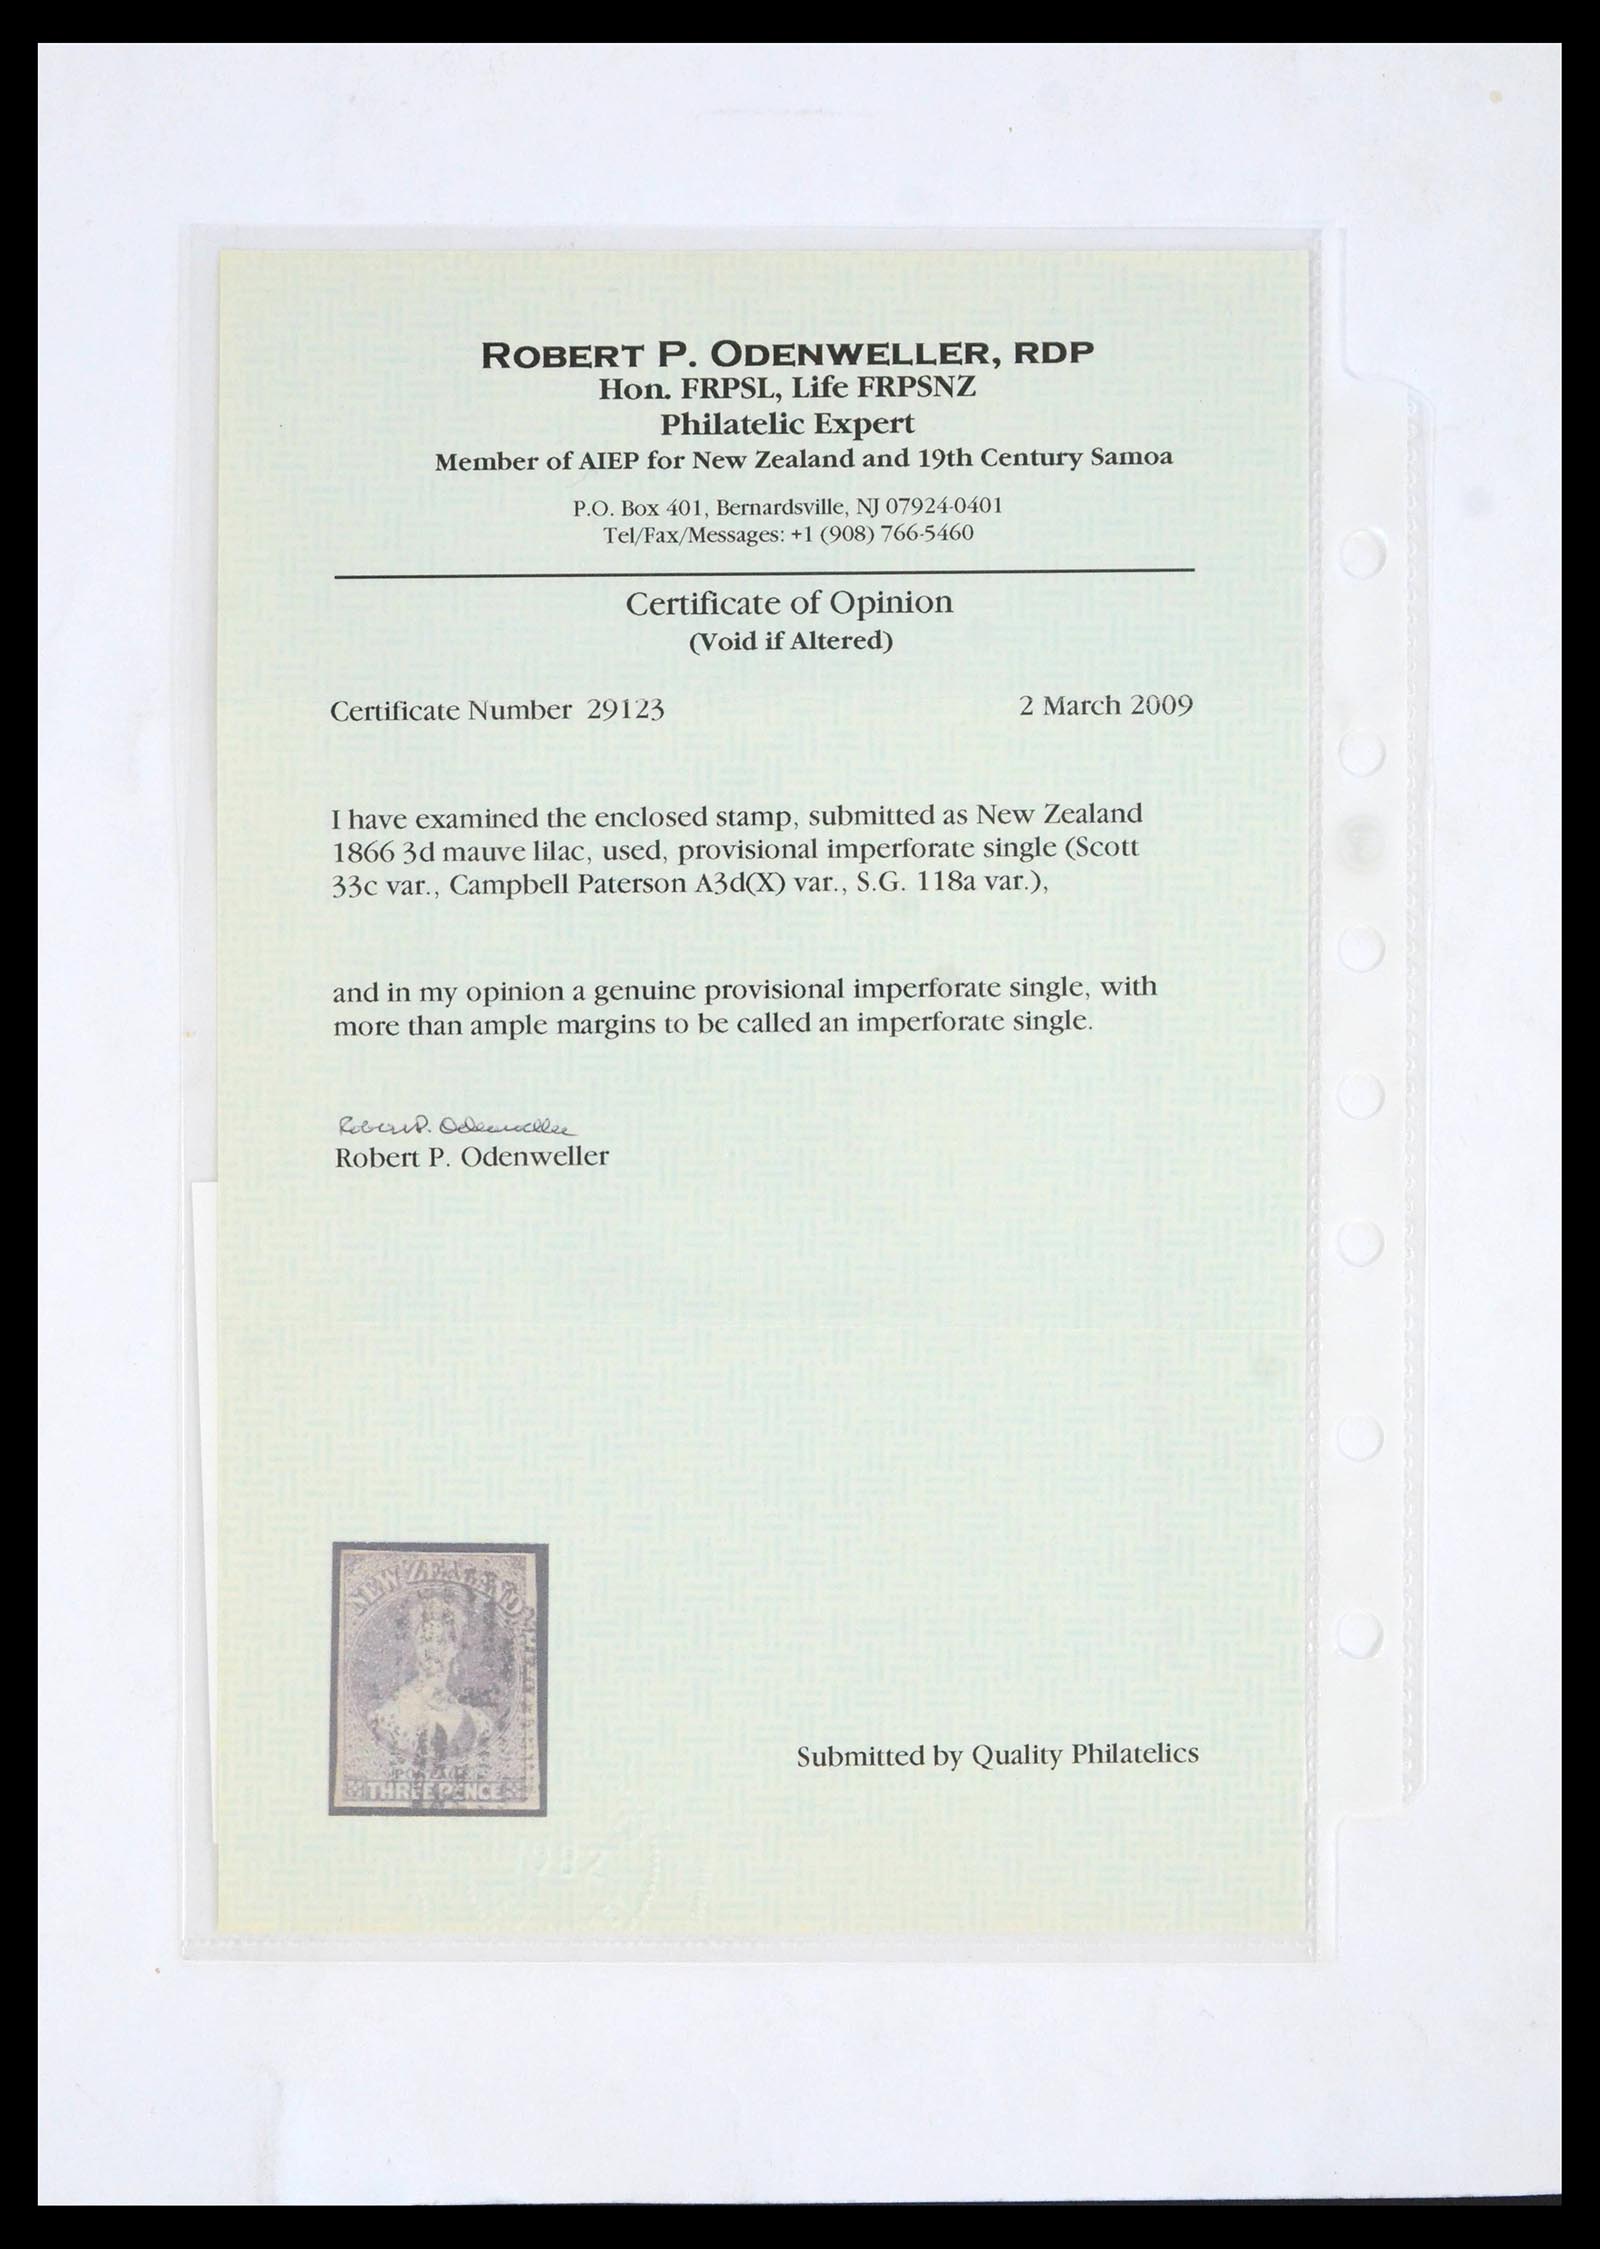 ROBERT P. ODENWELLER, RDP
Hon. FRPSL, Life FRPSNZ
Philatelic Expert
Member of AIEP for New Zealand and 19th Century Samoa
P.O. Box 401, Bernardsville, NJ 07924-0401
Tel/Fax/Messages: +1 (908) 766-5460
Certificate of Opinion
(Void if Altered)
Certificate Number 29123 2 March 2009
I have examined the enclosed stamp, submitted as New Zealand
1866 3d mauve lilac, used, provisional imperforate single (Scott
33c var., Campbell Paterson A3d(X) var., S.G. 118a var.),
and in my opinion a genuine provisional imperforate single, with
more than ample margins to be called an imperforate single.
Robert P. Odenweller
Robert P. Odenweller
NEW ZEALAND
POSTAGE
THREE PENCE
Submitted by Quality Philatelics